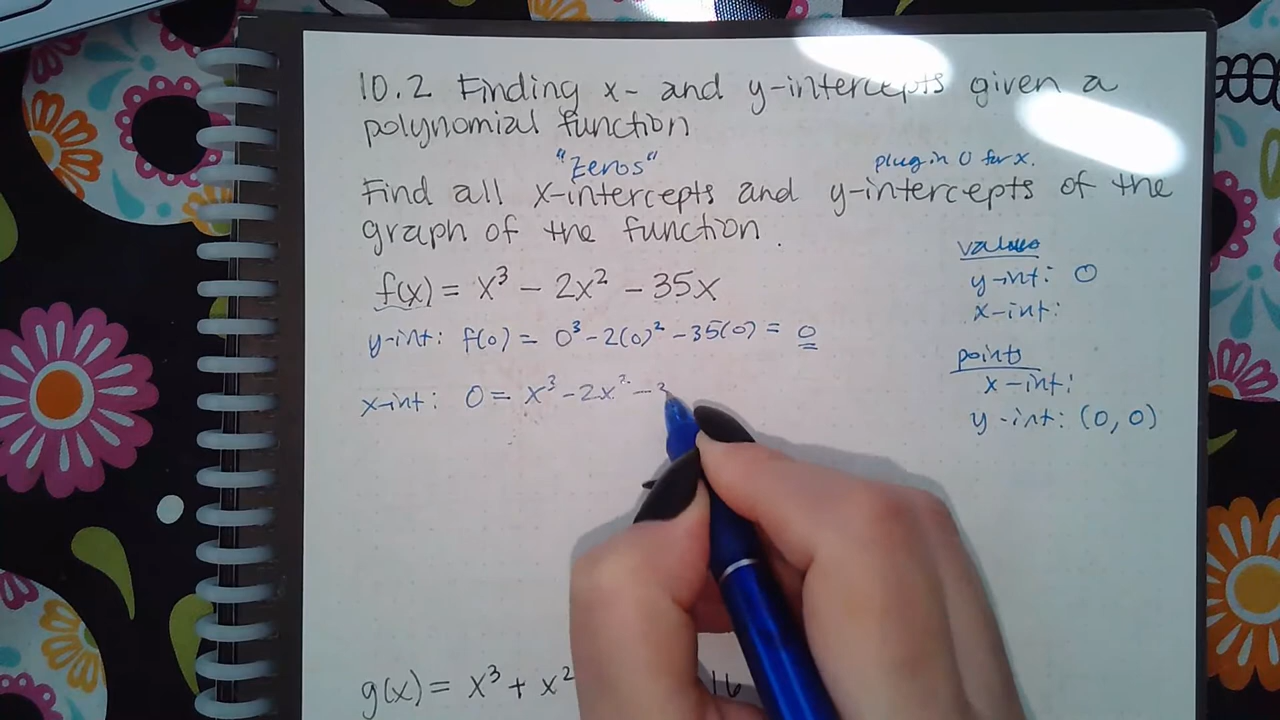 10.2 Finding x- and y-intercepts given a
polynomial function
"Zeros"
plug in 0 for x.
Find all x-intercepts and y-intercepts of the
graph of the function.
f(x) = x³ - 2x² - 35x
y-int: f(0) = 0³ - 2(0)² - 35(0) = 0
x-int: 0 = x³ - 2x² - 3
values
y-int: 0
x-int:
points
x-int:
y-int: (0, 0)
g(x) = x³ + x² 16